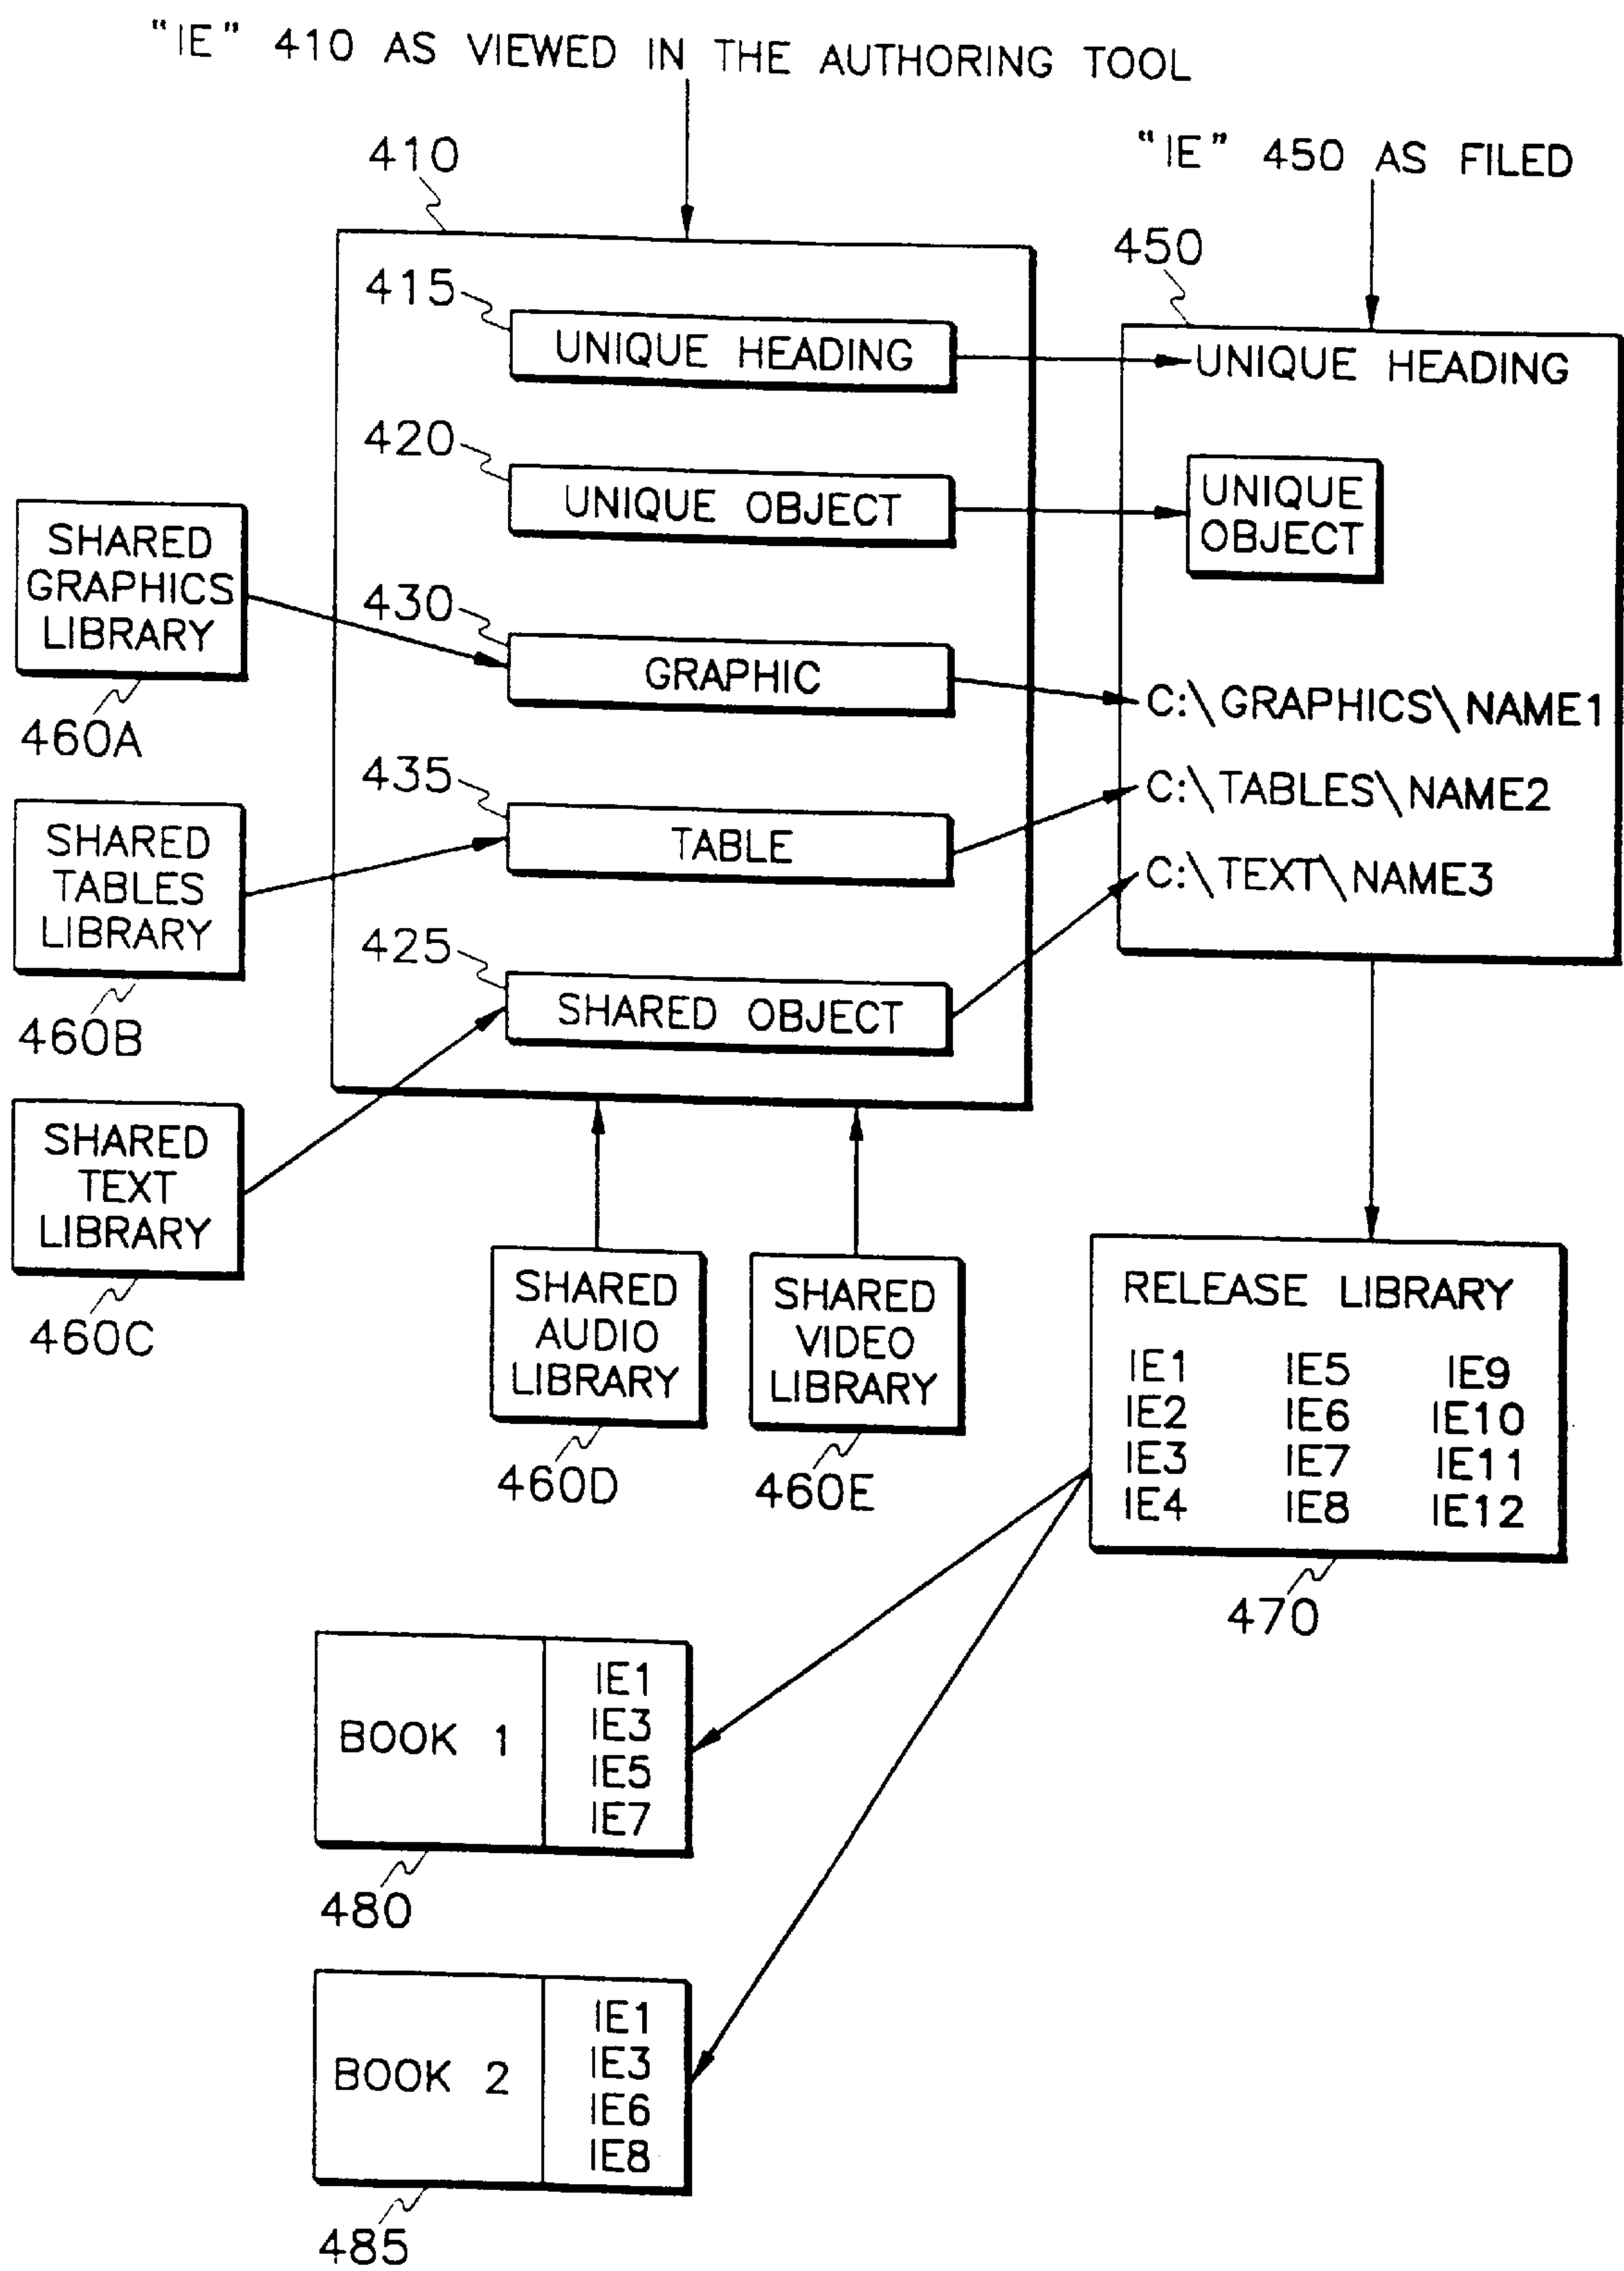 "IE" 410 AS VIEWED IN THE AUTHORING TOOL
"IE" 450 AS FILED
410
450
415
UNIQUE HEADING
UNIQUE HEADING
420
UNIQUE OBJECT
UNIQUE
OBJECT
SHARED
GRAPHICS
LIBRARY
460A
430
GRAPHIC
C:\GRAPHICS\NAME1
435
TABLE
C:\TABLES\NAME2
SHARED
TABLES
LIBRARY
460B
C:\TEXT\NAME3
425
SHARED OBJECT
SHARED
TEXT
LIBRARY
460C
SHARED
AUDIO
LIBRARY
460D
SHARED
VIDEO
LIBRARY
460E
RELEASE LIBRARY
IE1 IE5 IE9
IE2 IE6 IE10
IE3 IE7 IE11
IE4 IE8 IE12
470
BOOK 1
IE1
IE3
IE5
IE7
480
BOOK 2
IE1
IE3
IE6
IE8
485